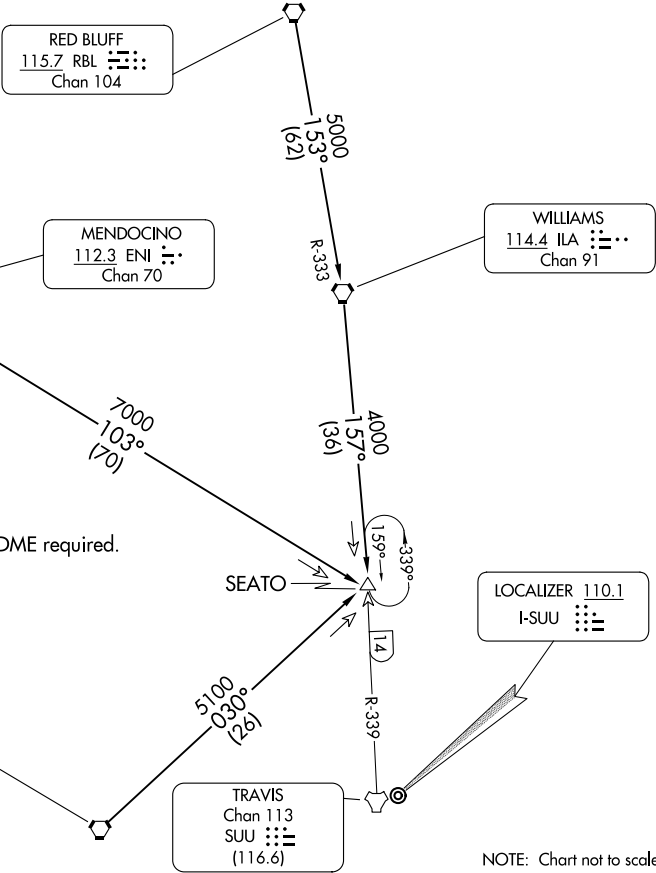 RED BLUFF
115.7 RBL
Chan 104
5000
153°
(62)
MENDOCINO
112.3 ENI
Chan 70
WILLIAMS
114.4 ILA
Chan 91
R-333
7000
103°
(70)
4000
157°
(36)
DME required.
159°
339°
SEATO
LOCALIZER 110.1
I-SUU
14
5100
030°
(26)
R-339
TRAVIS
Chan 113
SUU
(116.6)
NOTE: Chart not to scale